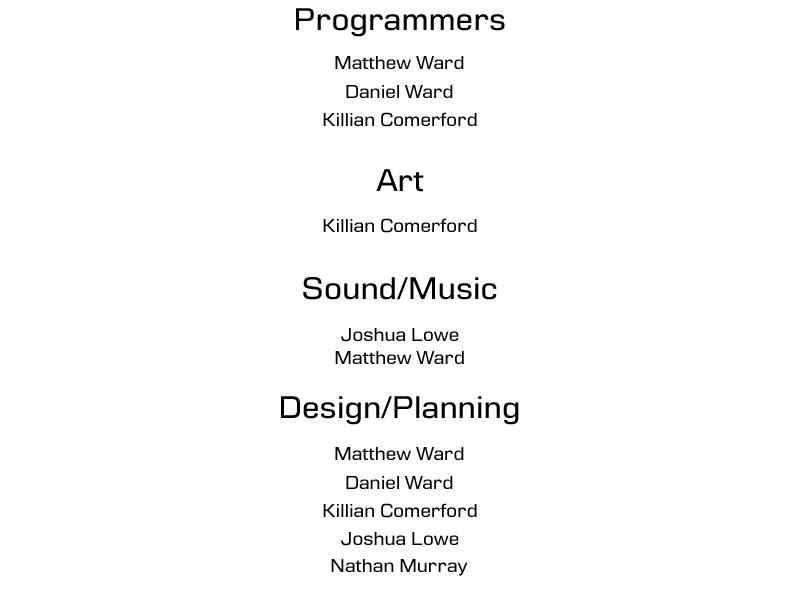 Programmers
Matthew Ward
Daniel Ward
Killian Comerford
Art
Killian Comerford
Sound/Music
Joshua Lowe
Matthew Ward
Design/Planning
Matthew Ward
Daniel Ward
Killian Comerford
Joshua Lowe
Nathan Murray